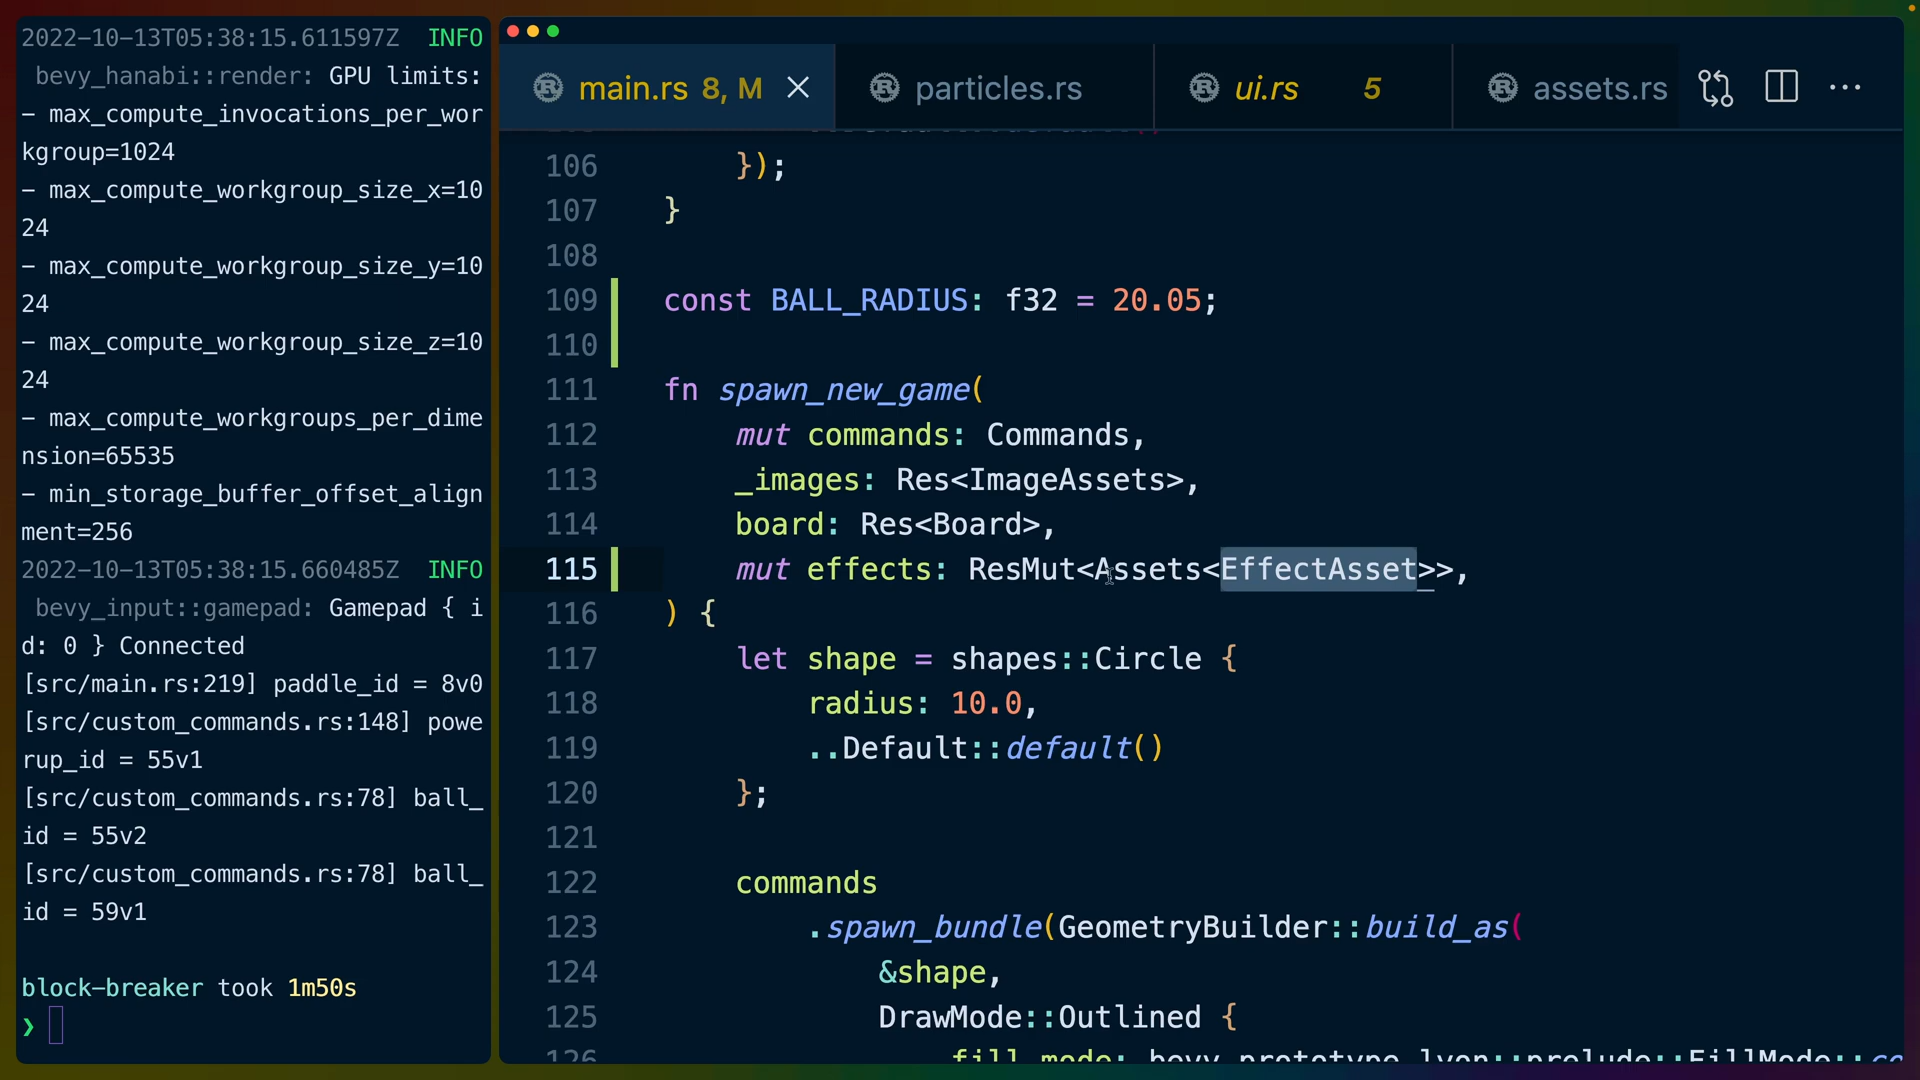 2022-10-13T05:38:15.611597Z  INFO
bevy_hanabi::render: GPU limits:
- max_compute_invocations_per_wor
kgroup=1024
- max_compute_workgroup_size_x=10
24
- max_compute_workgroup_size_y=10
24
- max_compute_workgroup_size_z=10
24
- max_compute_workgroups_per_dime
nsion=65535
- min_storage_buffer_offset_align
ment=256
2022-10-13T05:38:15.660485Z  INFO
bevy_input::gamepad: Gamepad { i
d: 0 } Connected
[src/main.rs:219] paddle_id = 8v0
[src/custom_commands.rs:148] powe
rup_id = 55v1
[src/custom_commands.rs:78] ball_
id = 55v2
[src/custom_commands.rs:78] ball_
id = 59v1
block-breaker took 1m50s
❯
main.rs 8, M
particles.rs
ui.rs 5
assets.rs
106 });
107 }
108
109 const BALL_RADIUS: f32 = 20.05;
110
111 fn spawn_new_game(
112 mut commands: Commands,
113 _images: Res<ImageAssets>,
114 board: Res<Board>,
115 mut effects: ResMut<Assets<EffectAsset>>,
116 ) {
117 let shape = shapes::Circle {
118 radius: 10.0,
119 ..Default::default()
120 };
121
122 commands
123 .spawn_bundle(GeometryBuilder::build_as(
124 &shape,
125 DrawMode::Outlined {
126 fill_mode: bevy_prototype_lyon::prelude::FillMode::co